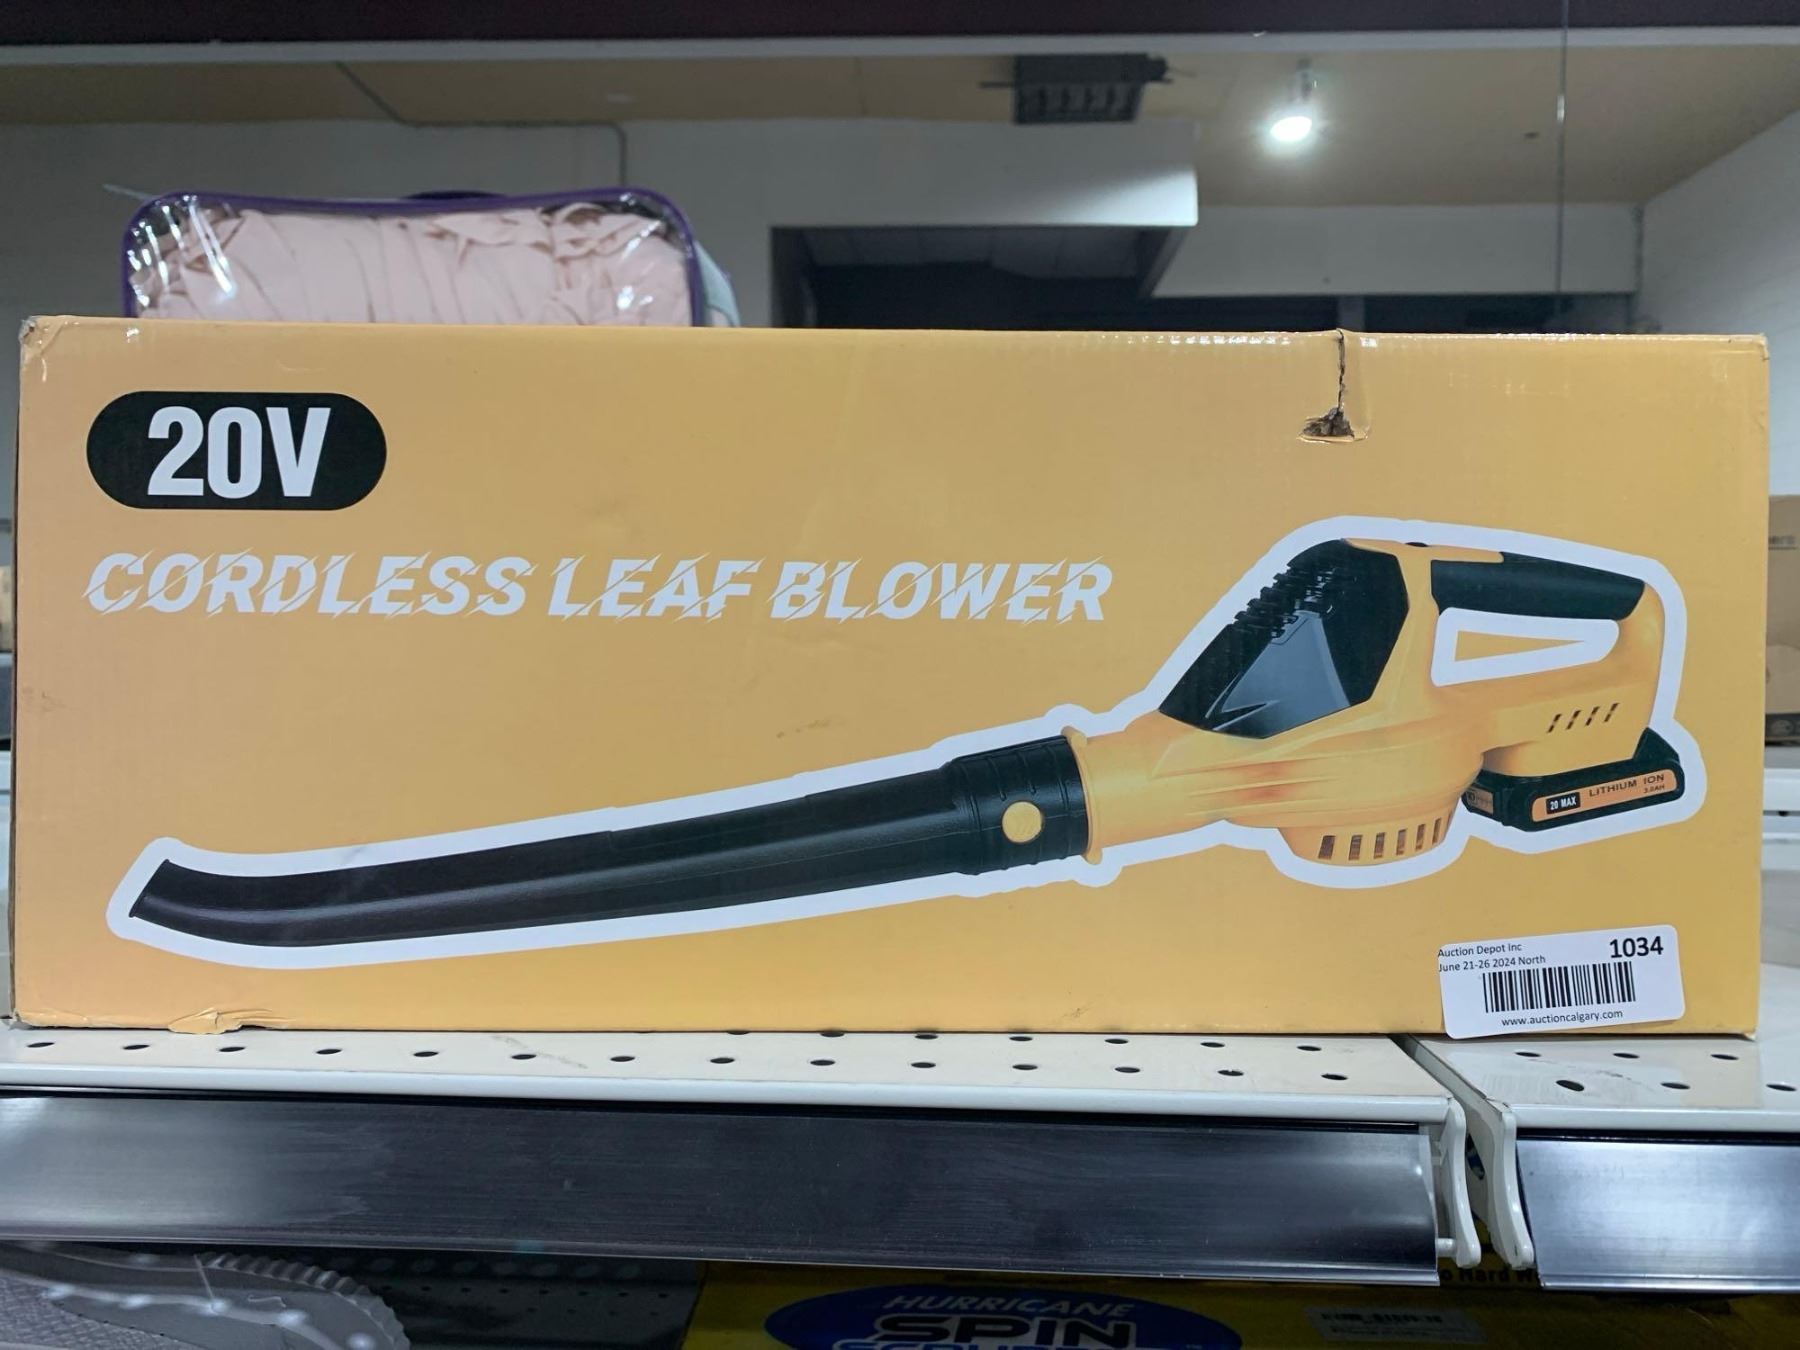 20V
CORDLESS LEAF BLOWER
LITHIUM ION
20 MAX
3.0AH
Auction Depot Inc
1034
June 21-26 2024 North
www.auctioncalgary.com
HURRICANE
SPIN